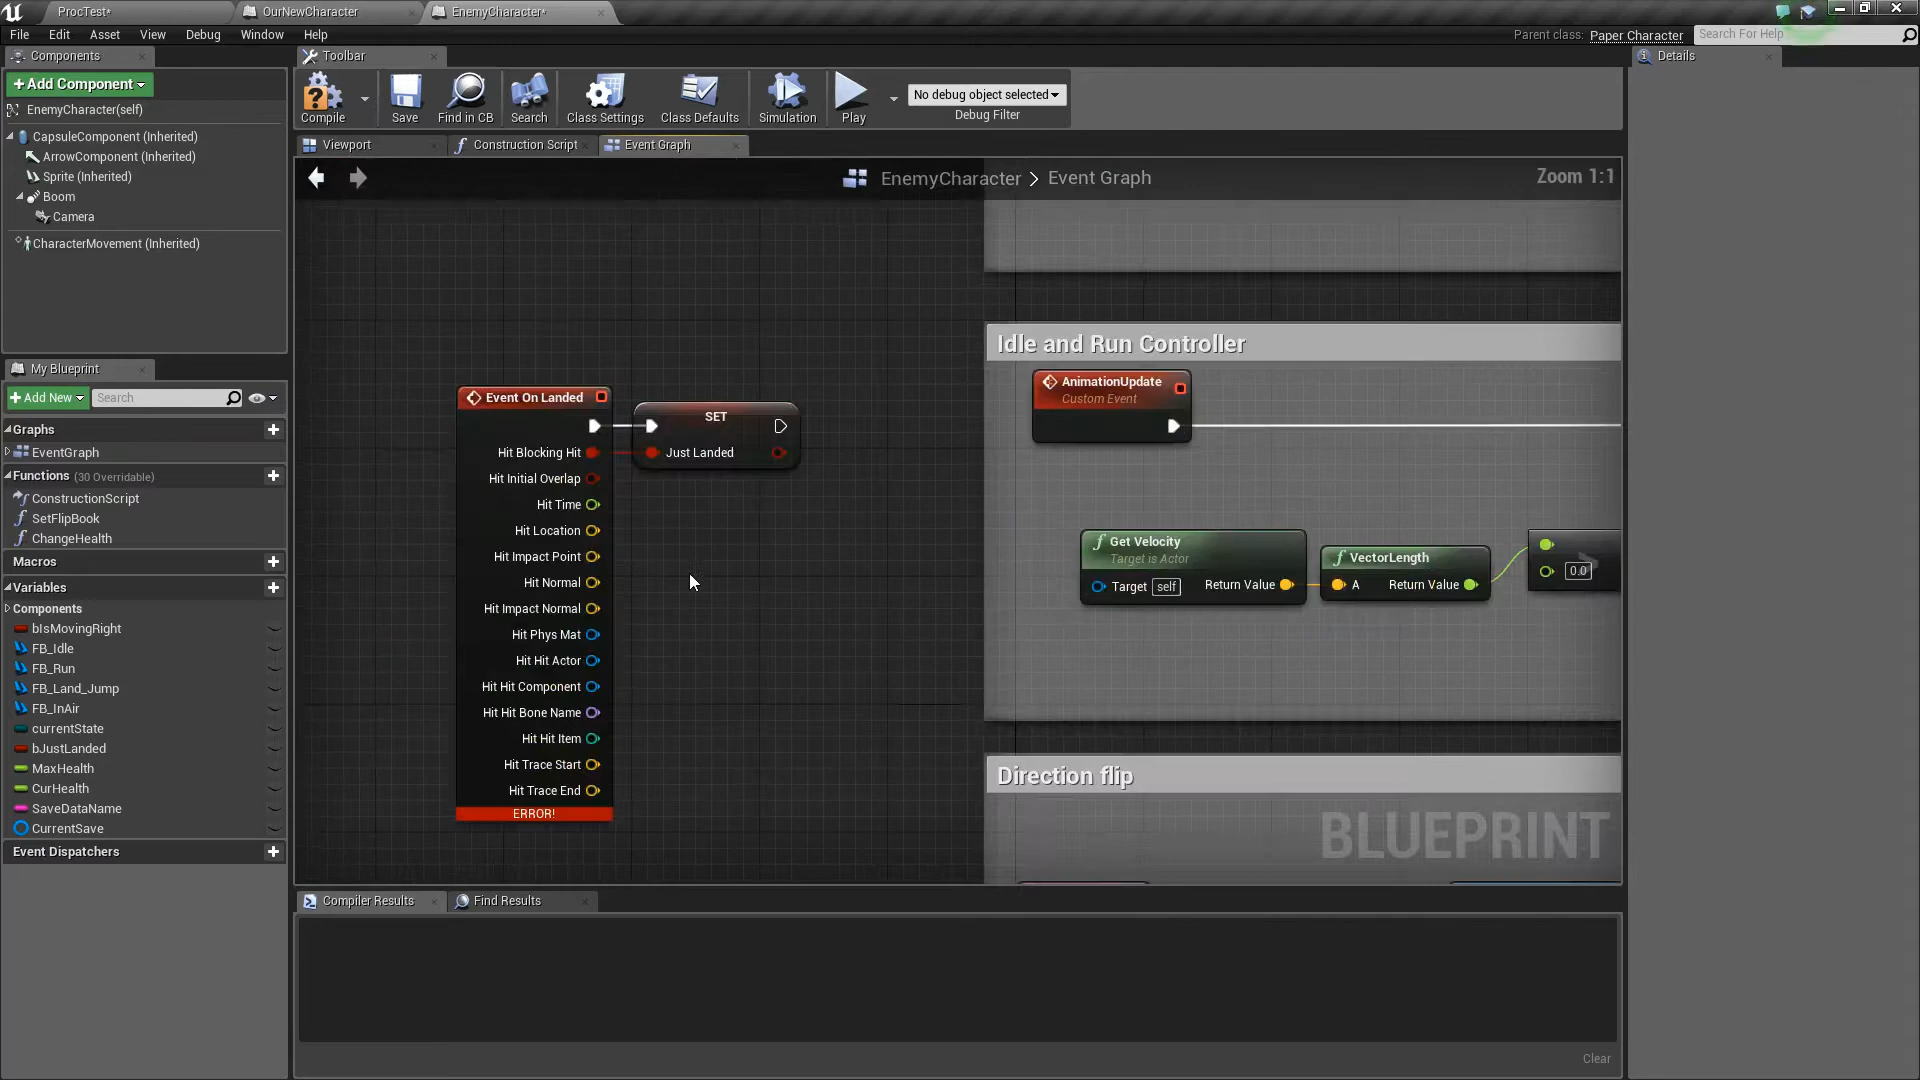 ProcTest*
OurNewCharacter
EnemyCharacter*
File
Edit
Asset
View
Debug
Window
Help
Parent class: Paper Character
Search For Help
Components
Toolbar
Details
+Add Component
EnemyCharacter(self)
CapsuleComponent (Inherited)
ArrowComponent (Inherited)
Sprite (Inherited)
Boom
Camera
CharacterMovement (Inherited)
Compile
Save
Find in CB
Search
Class Settings
Class Defaults
Simulation
Play
No debug object selected
Debug Filter
Viewport
Construction Script
Event Graph
EnemyCharacter > Event Graph
Zoom 1:1
My Blueprint
+Add New
Search
Graphs
EventGraph
Functions (30 Overridable)
ConstructionScript
SetFlipBook
ChangeHealth
Macros
Variables
Components
bIsMovingRight
FB_Idle
FB_Run
FB_Land_Jump
FB_InAir
currentState
bJustLanded
MaxHealth
CurHealth
SaveDataName
CurrentSave
Event Dispatchers
Event On Landed
Hit Blocking Hit
Hit Initial Overlap
Hit Time
Hit Location
Hit Impact Point
Hit Normal
Hit Impact Normal
Hit Phys Mat
Hit Hit Actor
Hit Hit Component
Hit Hit Bone Name
Hit Hit Item
Hit Trace Start
Hit Trace End
ERROR!
SET
Just Landed
Idle and Run Controller
AnimationUpdate
Custom Event
Get Velocity
Target is Actor
Target self
Return Value
VectorLength
A
Return Value
0.0
Direction flip
BLUEPRINT
Compiler Results
Find Results
Clear